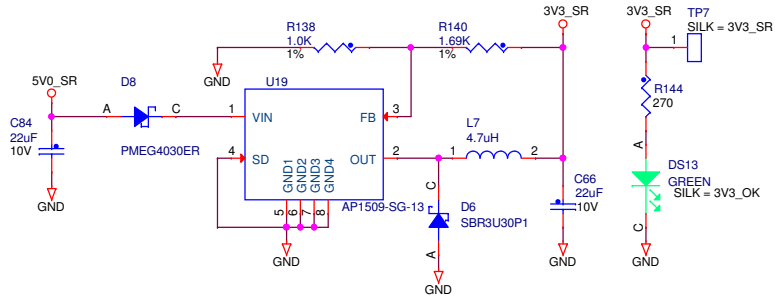 3V3_SR
3V3_SR
TP7
SILK = 3V3_SR
R138
1.0K
1%
R140
1.69K
1%
1
GND
5V0_SR
D8
U19
R144
270
A
C
1
VIN
FB
3
C84
22uF
10V
L7
4.7uH
PMEG4030ER
4
SD
OUT
2
1
2
A
DS13
GREEN
SILK = 3V3_OK
GND1
GND2
GND3
GND4
GND
5
6
7
8
AP1509-SG-13
C
D6
SBR3U30P1
A
C66
22uF
10V
C
GND
GND
GND
GND